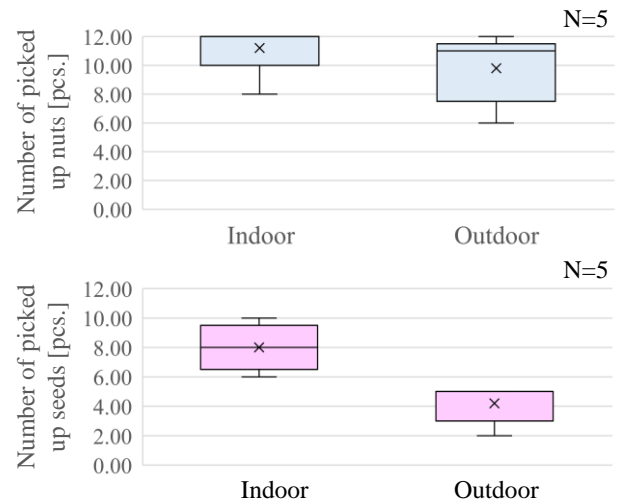 N=5
Number of picked
up nuts [pcs.]
12.00
10.00
8.00
6.00
4.00
2.00
0.00
Indoor Outdoor
N=5
Number of picked
up seeds [pcs.]
12.00
10.00
8.00
6.00
4.00
2.00
0.00
Indoor Outdoor